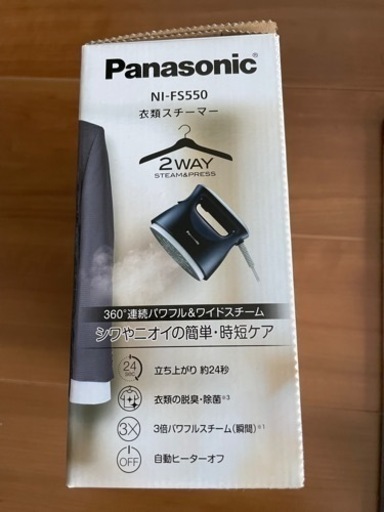 Panasonic®
NI-FS550
衣類スチーマー
2WAY
STEAM&PRESS
360°連続パワフル&ワイドスチーム
シワやニオイの簡単・時短ケア
24 SEC 立ち上がり 約24秒
衣類の脱臭・除菌※3
3X 3倍パワフルスチーム(瞬間)※1
OFF 自動ヒーターオフ